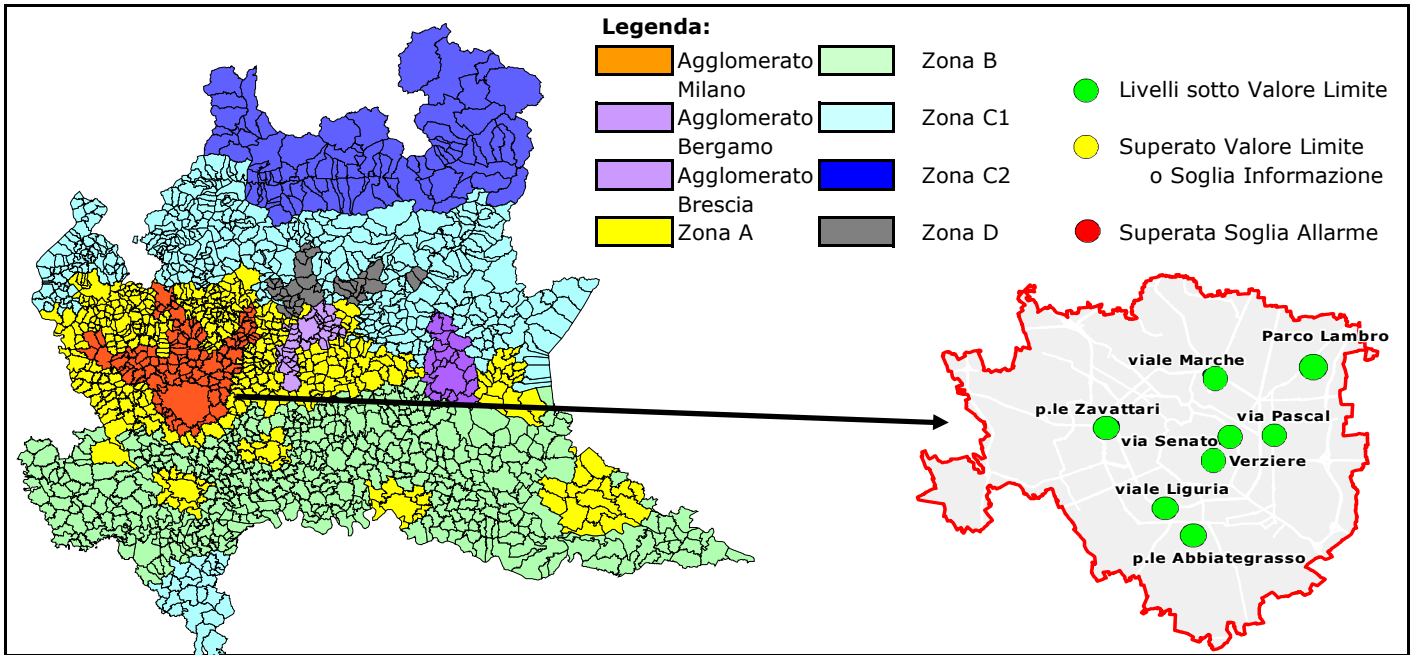 Legenda:
Agglomerato
Milano
Agglomerato
Bergamo
Agglomerato
Brescia
Zona A
Zona B
Zona C1
Zona C2
Zona D
Livelli sotto Valore Limite
Superato Valore Limite
o Soglia Informazione
Superata Soglia Allarme
Parco Lambro
viale Marche
p.le Zavattari
via Pascal
via Senato
Verziere
viale Liguria
p.le Abbiategrasso